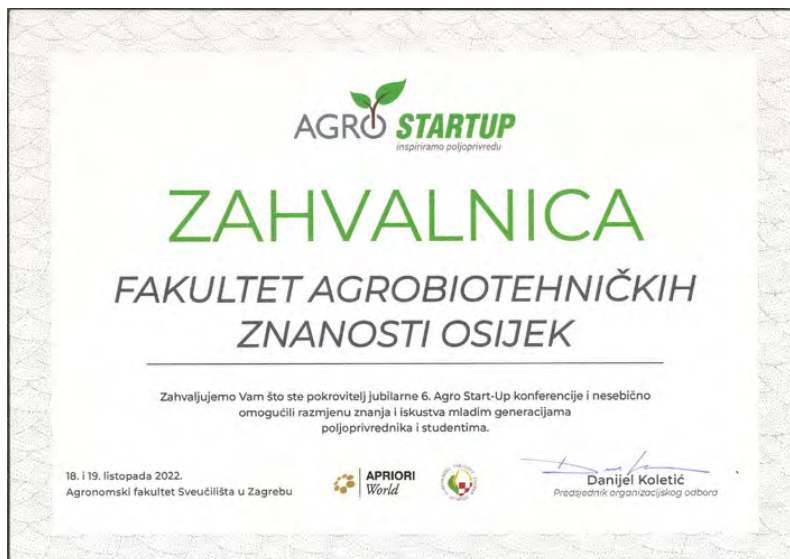 AGRO STARTUP
inspiriramo poljoprivredu
ZAHVALNICA
FAKULTET AGROBIOTEHNIČKIH
ZNANOSTI OSIJEK
Zahvaljujemo Vam što ste pokrovitelj jubilarne 6. Agro Start-Up konferencije i nesebično
omogućili razmjenu znanja i iskustva mladim generacijama
poljoprivrednika i studentima.
18. i 19. listopada 2022.
Agronomski fakultet Sveučilišta u Zagrebu
APRIORI
World
Danijel Koletić
Predsjednik organizacijskog odbora